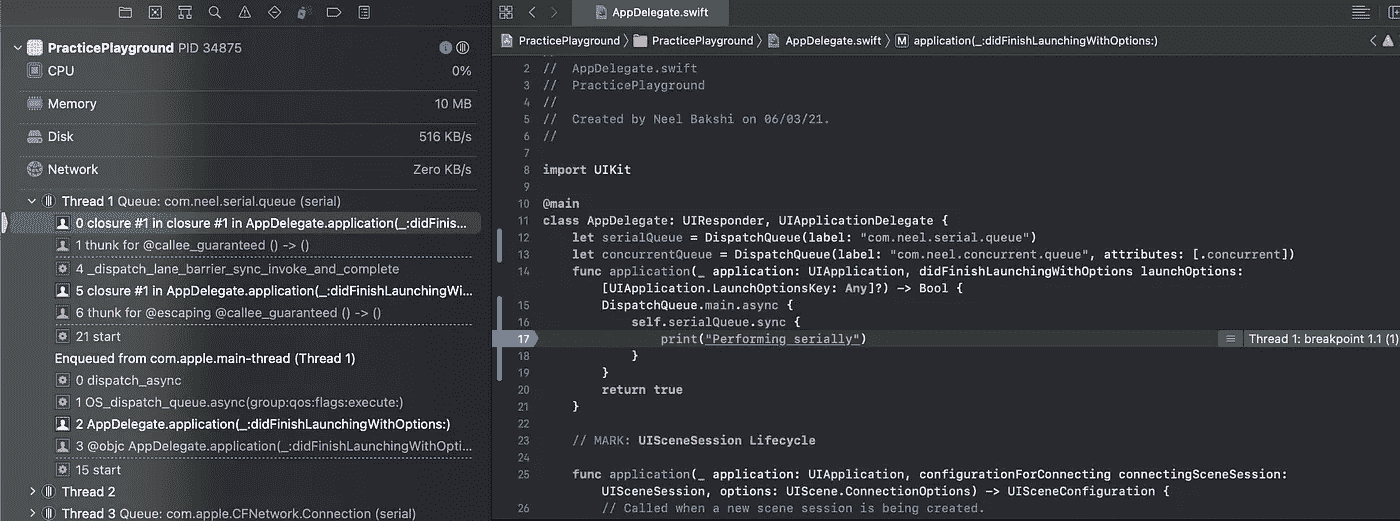 PracticePlayground PID 34875
CPU 0%
Memory 10 MB
Disk 516 KB/s
Network Zero KB/s
Thread 1 Queue: com.neel.serial.queue (serial)
0 closure #1 in closure #1 in AppDelegate.application(_:didFinis...
1 thunk for @callee_guaranteed () -> ()
4 _dispatch_lane_barrier_sync_invoke_and_complete
5 closure #1 in AppDelegate.application(_:didFinishLaunchingWi...
6 thunk for @escaping @callee_guaranteed () -> ()
21 start
Enqueued from com.apple.main-thread (Thread 1)
0 dispatch_async
1 OS_dispatch_queue.async(group:qos:flags:execute:)
2 AppDelegate.application(_:didFinishLaunchingWithOptions:)
3 @objc AppDelegate.application(_:didFinishLaunchingWithOpti...
15 start
Thread 2
Thread 3 Queue: com.apple.CFNetwork.Connection (serial)
AppDelegate.swift
PracticePlayground PracticePlayground AppDelegate.swift M application(_:didFinishLaunchingWithOptions:)
2 // AppDelegate.swift
3 // PracticePlayground
4 //
5 // Created by Neel Bakshi on 06/03/21.
6 //
7
8 import UIKit
9
10 @main
11 class AppDelegate: UIResponder, UIApplicationDelegate {
12 let serialQueue = DispatchQueue(label: "com.neel.serial.queue")
13 let concurrentQueue = DispatchQueue(label: "com.neel.concurrent.queue", attributes: [.concurrent])
14 func application(_ application: UIApplication, didFinishLaunchingWithOptions launchOptions:
[UIApplication.LaunchOptionsKey: Any]?) -> Bool {
15 DispatchQueue.main.async {
16 self.serialQueue.sync {
17 print("Performing serially") Thread 1: breakpoint 1.1 (1)
18 }
19 }
20 return true
21 }
22
23 // MARK: UISceneSession Lifecycle
24
25 func application(_ application: UIApplication, configurationForConnecting connectingSceneSession:
UISceneSession, options: UIScene.ConnectionOptions) -> UISceneConfiguration {
26 // Called when a new scene session is being created.